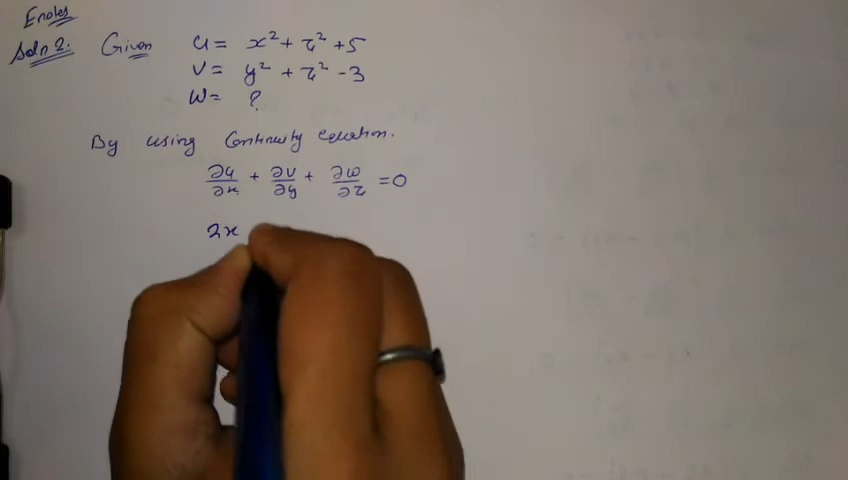 Enotes
Soln 2. Given u = x² + z² + 5
v = y² + z² - 3
w = ?
By using Continuity equation.
∂u/∂x + ∂v/∂y + ∂w/∂z = 0
2x